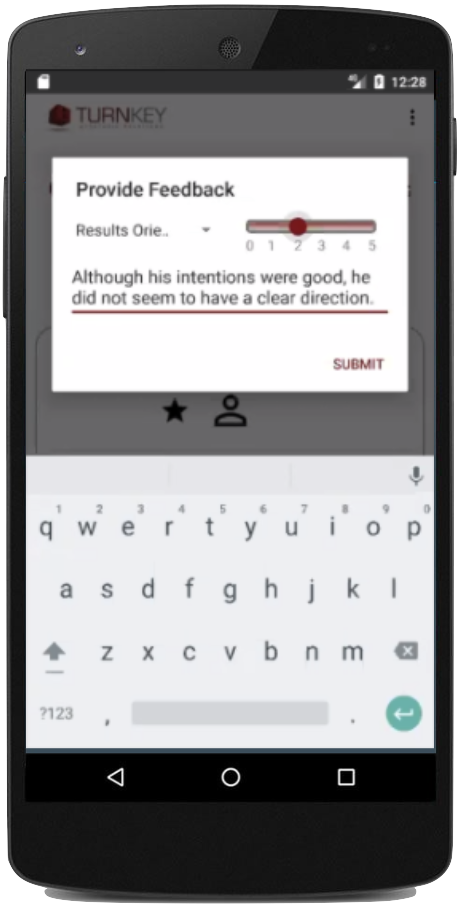 4G 12:28
TURNKEY
Provide Feedback
Results Orie..
0 1 2 3 4 5
Although his intentions were good, he
did not seem to have a clear direction.
SUBMIT
1 2 3 4 5 6 7 8 9 0
q w e r t y u i o p
a s d f g h j k l
z x c v b n m
?123 , .